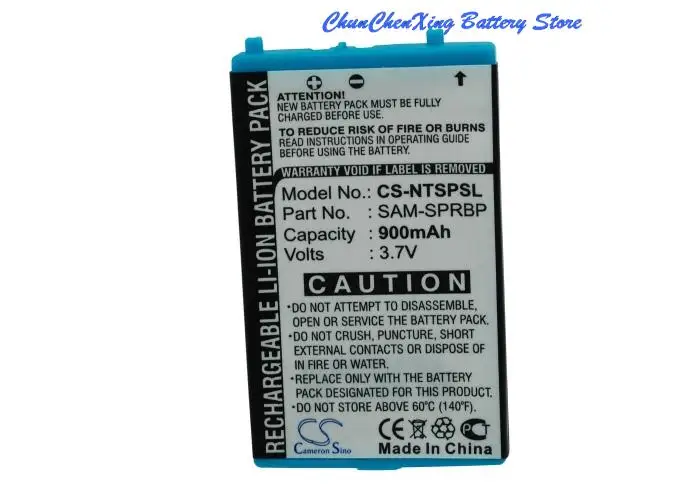 ChunChenXing Battery Store
RECHARGEABLE LI-ION BATTERY PACK
ATTENTION!
NEW BATTERY PACK MUST BE FULLY
CHARGED BEFORE FIRST USE.
TO REDUCE RISK OF FIRE OR BURNS
READ INSTRUCTIONS IN OPERATING GUIDE
BEFORE USING THE BATTERY.
WARRANTY VOID IF LABEL IS REMOVED
Model No.: CS-NTSPSL
Part No. : SAM-SPRBP
Capacity : 900mAh
Volts : 3.7V
CAUTION
•DO NOT ATTEMPT TO DISASSEMBLE,
OPEN OR SERVICE THE BATTERY PACK.
•DO NOT CRUSH, PUNCTURE, SHORT
EXTERNAL CONTACTS OR DISPOSE OF
IN FIRE OR WATER.
•REPLACE ONLY WITH THE BATTERY
PACK DESIGNED FOR THIS PRODUCT.
•DO NOT STORE ABOVE 60°C (140°F).
CS
Cameron Sino
CE